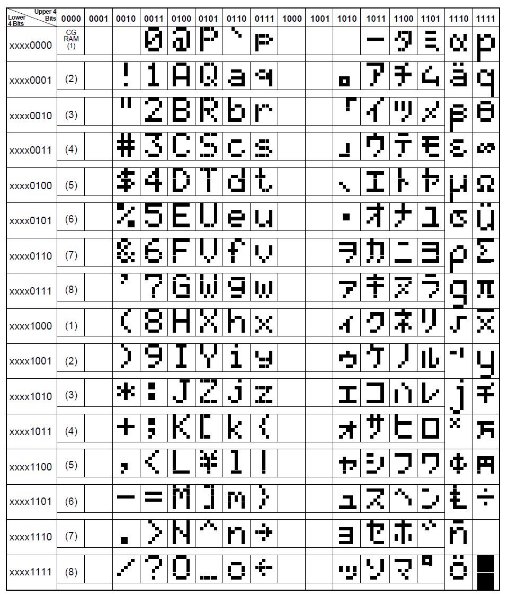 Upper 4 Bits Lower 4 Bits 0000 0001 0010 0011 0100 0101 0110 0111 1000 1001 1010 1011 1100 1101 1110 1111
xxxx0000 CG RAM (1) 0 @ P ` p ー タ ミ α p
xxxx0001 (2) ! 1 A Q a q 。 ア チ ム ä q
xxxx0010 (3) " 2 B R b r 「 イ ツ メ β θ
xxxx0011 (4) # 3 C S c s 」 ウ テ モ ε ∞
xxxx0100 (5) $ 4 D T d t 、 エ ト ヤ μ Ω
xxxx0101 (6) % 5 E U e u ・ オ ナ ユ σ ü
xxxx0110 (7) & 6 F V f v ヲ カ ニ ヨ ρ Σ
xxxx0111 (8) ' 7 G W g w ァ キ ヌ ラ g π
xxxx1000 (1) ( 8 H X h x ィ ク ネ リ √ x̄
xxxx1001 (2) ) 9 I Y i y ゥ ケ ノ ル ⁻¹ y
xxxx1010 (3) * : J Z j z ェ コ ハ レ j 千
xxxx1011 (4) + ; K [ k { ォ サ ヒ ロ ˣ 万
xxxx1100 (5) , < L ¥ l | ャ シ フ ワ Φ 円
xxxx1101 (6) - = M ] m } ュ ス ヘ ン Ł ÷
xxxx1110 (7) . > N ^ n → ョ セ ホ ゛ ñ
xxxx1111 (8) / ? O _ o ← ッ ソ マ ゜ ö █